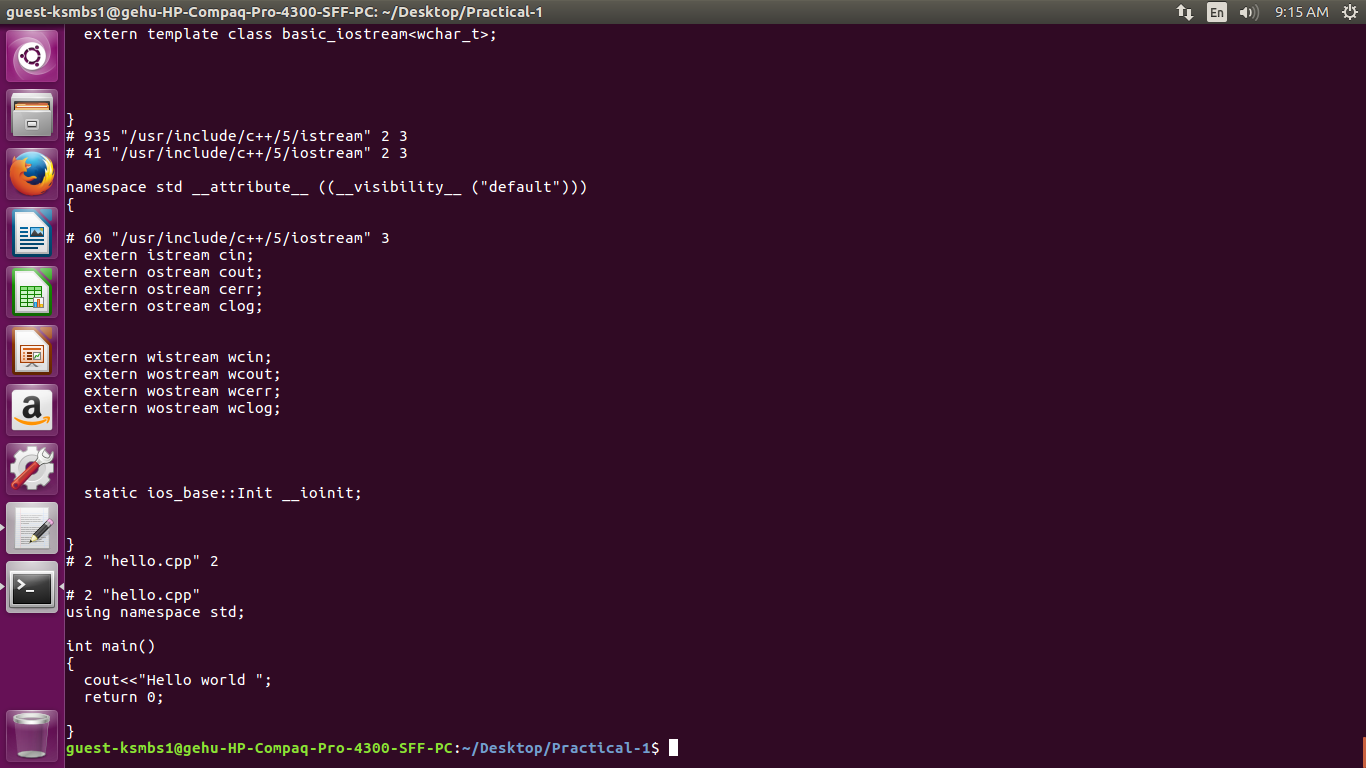 guest-ksmbs1@gehu-HP-Compaq-Pro-4300-SFF-PC: ~/Desktop/Practical-1
En
9:15 AM
extern template class basic_iostream<wchar_t>;
}
# 935 "/usr/include/c++/5/istream" 2 3
# 41 "/usr/include/c++/5/iostream" 2 3
namespace std __attribute__ ((__visibility__ ("default")))
{
# 60 "/usr/include/c++/5/iostream" 3
extern istream cin;
extern ostream cout;
extern ostream cerr;
extern ostream clog;
extern wistream wcin;
extern wostream wcout;
extern wostream wcerr;
extern wostream wclog;
static ios_base::Init __ioinit;
}
# 2 "hello.cpp" 2
# 2 "hello.cpp"
using namespace std;
int main()
{
cout<<"Hello world ";
return 0;
}
guest-ksmbs1@gehu-HP-Compaq-Pro-4300-SFF-PC:~/Desktop/Practical-1$
a
>_